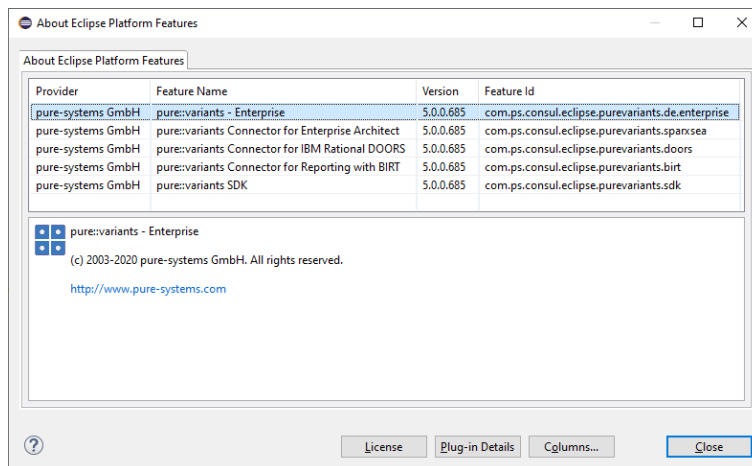 About Eclipse Platform Features
About Eclipse Platform Features
Provider Feature Name Version Feature Id
pure-systems GmbH pure::variants - Enterprise 5.0.0.685 com.ps.consul.eclipse.purevariants.de.enterprise
pure-systems GmbH pure::variants Connector for Enterprise Architect 5.0.0.685 com.ps.consul.eclipse.purevariants.sparxsea
pure-systems GmbH pure::variants Connector for IBM Rational DOORS 5.0.0.685 com.ps.consul.eclipse.purevariants.doors
pure-systems GmbH pure::variants Connector for Reporting with BIRT 5.0.0.685 com.ps.consul.eclipse.purevariants.birt
pure-systems GmbH pure::variants SDK 5.0.0.685 com.ps.consul.eclipse.purevariants.sdk
pure::variants - Enterprise
(c) 2003-2020 pure-systems GmbH. All rights reserved.
http://www.pure-systems.com
? License Plug-in Details Columns... Close